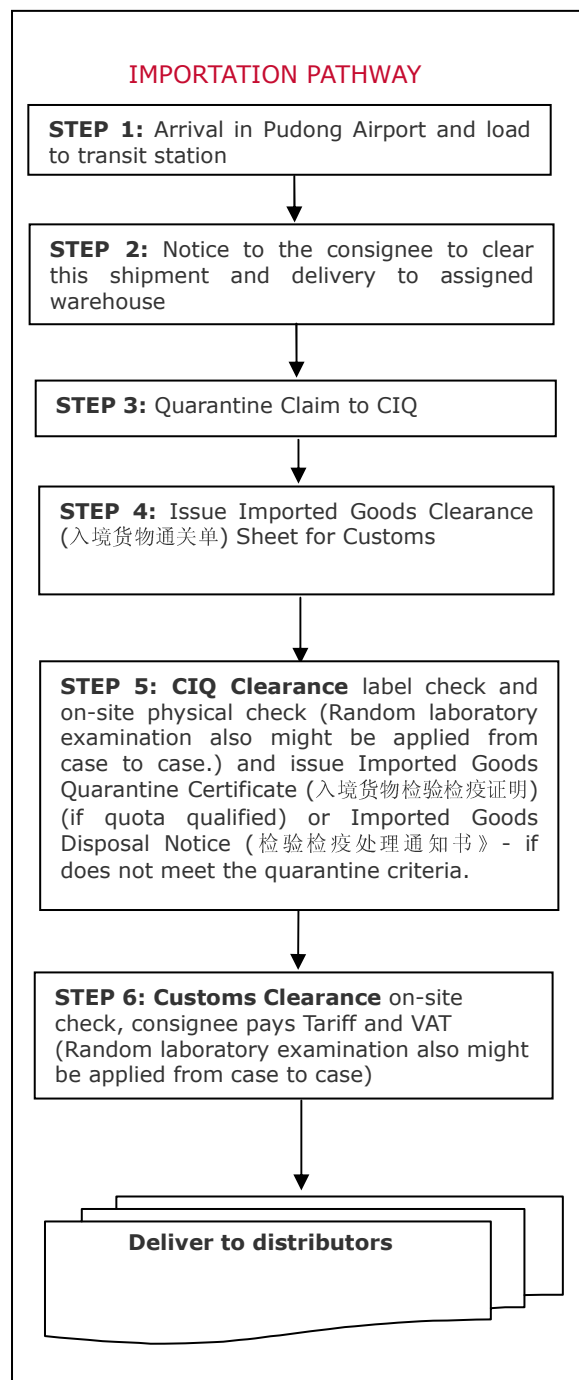 IMPORTATION PATHWAY
STEP 1: Arrival in Pudong Airport and load
to transit station
STEP 2: Notice to the consignee to clear
this shipment and delivery to assigned
warehouse
STEP 3: Quarantine Claim to CIQ
STEP 4: Issue Imported Goods Clearance
(入境货物通关单) Sheet for Customs
STEP 5: CIQ Clearance label check and
on-site physical check (Random laboratory
examination also might be applied from
case to case.) and issue Imported Goods
Quarantine Certificate (入境货物检验检疫证明)
(if quota qualified) or Imported Goods
Disposal Notice (检验检疫处理通知书》- if
does not meet the quarantine criteria.
STEP 6: Customs Clearance on-site
check, consignee pays Tariff and VAT
(Random laboratory examination also might
be applied from case to case)
Deliver to distributors